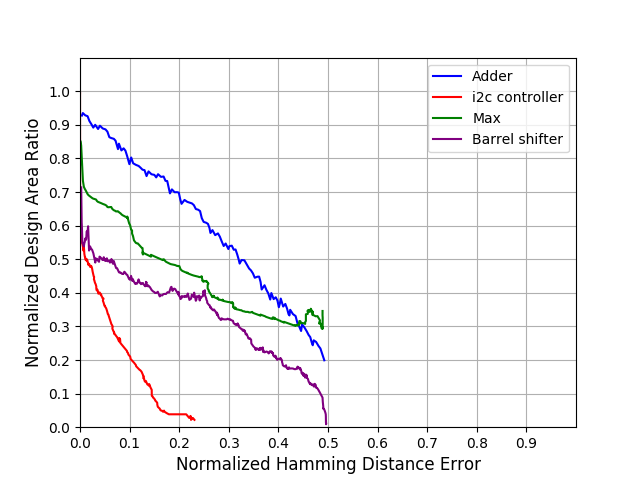 Adder
i2c controller
Max
Barrel shifter
1.0
0.9
0.8
0.7
0.6
0.5
0.4
0.3
0.2
0.1
0.0
Normalized Design Area Ratio
0.0 0.1 0.2 0.3 0.4 0.5 0.6 0.7 0.8 0.9
Normalized Hamming Distance Error